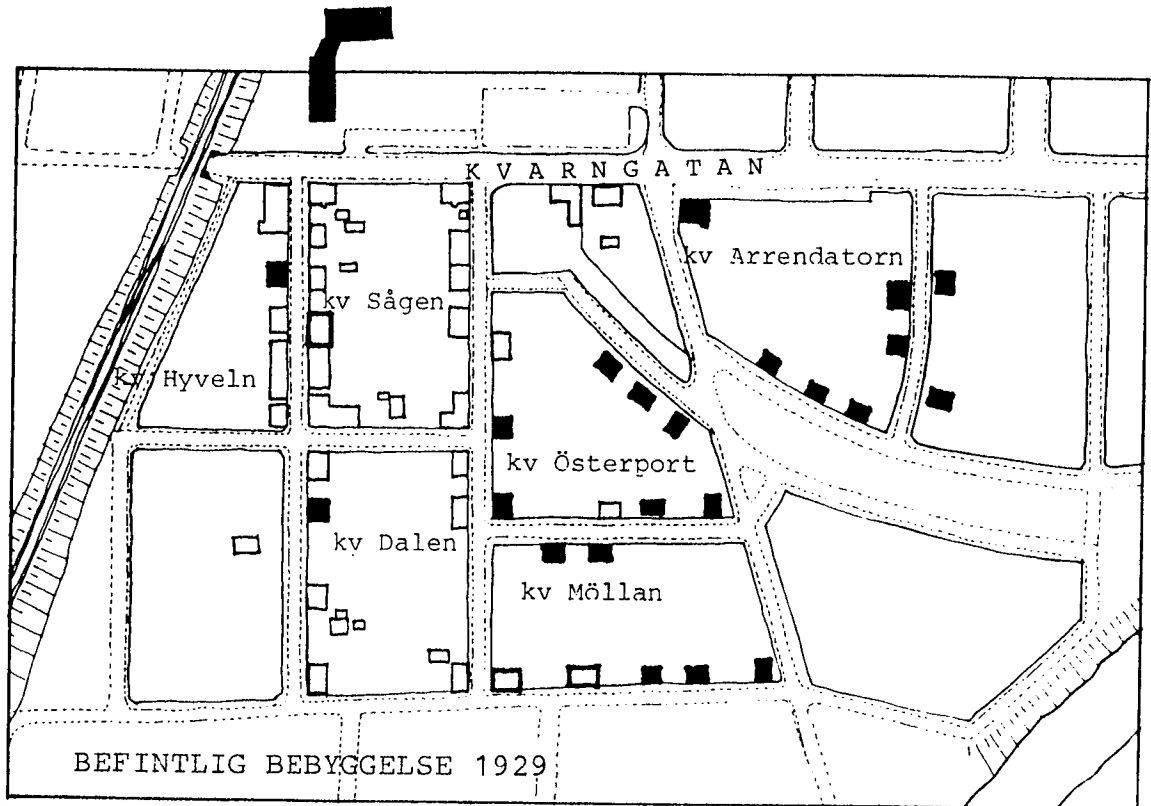 KVARNGATAN
kv Arrendatorn
kv Sågen
kv Hyveln
kv Österport
kv Dalen
kv Möllan
BEFINTLIG BEBYGGELSE 1929